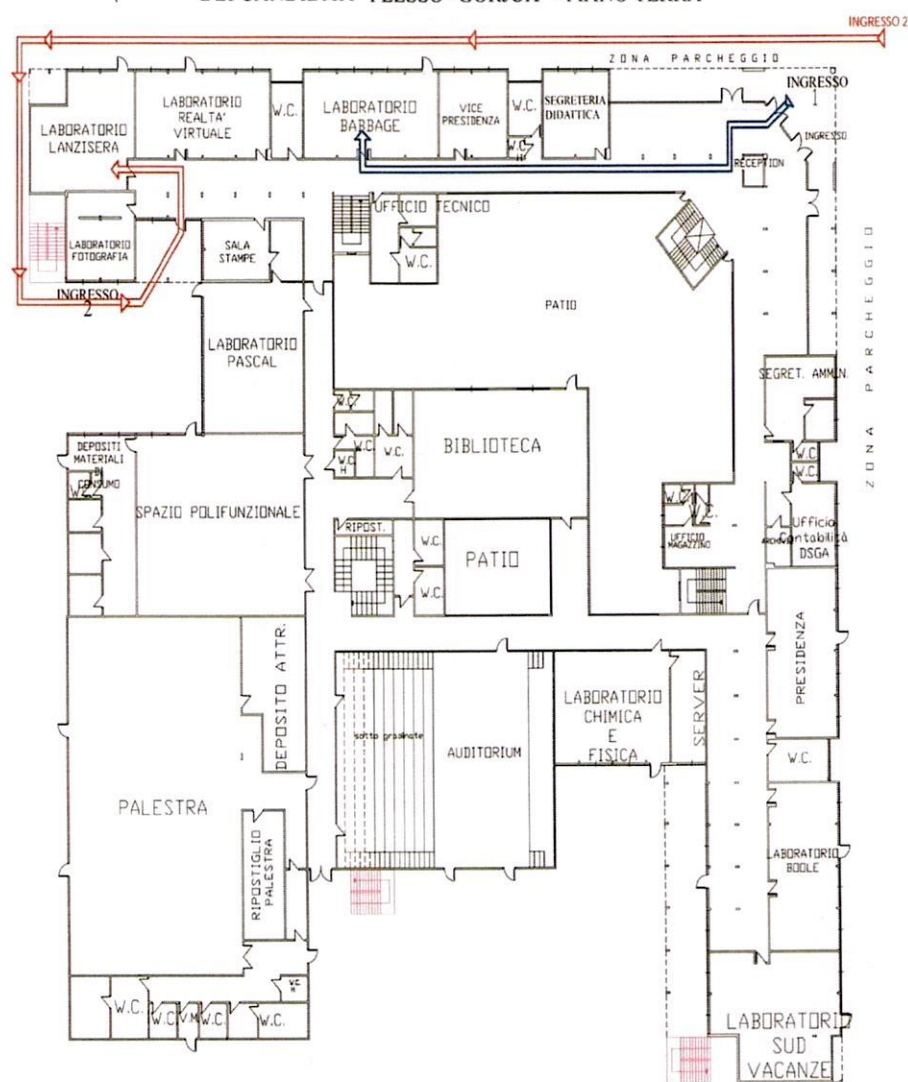 INGRESSO 2
ZONA PARCHEGGIO
INGRESSO
1
LABORATORIO
REALTA'
VIRTUALE
W.C.
LABORATORIO
BABBAGE
VICE
PRESIDENZA
W.C.
SEGRETERIA
DIDATTICA
LABORATORIO
LANZISERA
INGRESSO
W.C.
H
RECEPTION
UFFICIO TECNICO
LABORATORIO
FOTOGRAFIA
SALA
STAMPE
W.C.
INGRESSO
2
PATIO
ZONA PARCHEGGIO
LABORATORIO
PASCAL
SEGRET. AMMIN.
W.C.
DEPOSITI
MATERIALI
DI
CONSUMO
W.C.
W.C.
W.C.
W.C.
H
BIBLIOTECA
W.C.
W.C.
SPAZIO POLIFUNZIONALE
W.C.
RIPOST.
W.C.
PATIO
W.C.
UFFICIO
MAGAZZINO
ARCHIVIO
Ufficio
Contabilità
DSGA
PRESIDENZA
DEPOSITO ATTR.
sotto gradinate
AUDITORIUM
LABORATORIO
CHIMICA
E
FISICA
SERVER
W.C.
PALESTRA
RIPOSTIGLIO
PALESTRA
LABORATORIO
BOOLE
W.C.
W.C.
W.C.
W.C.
W.C.
LABORATORIO
SUD
VACANZE